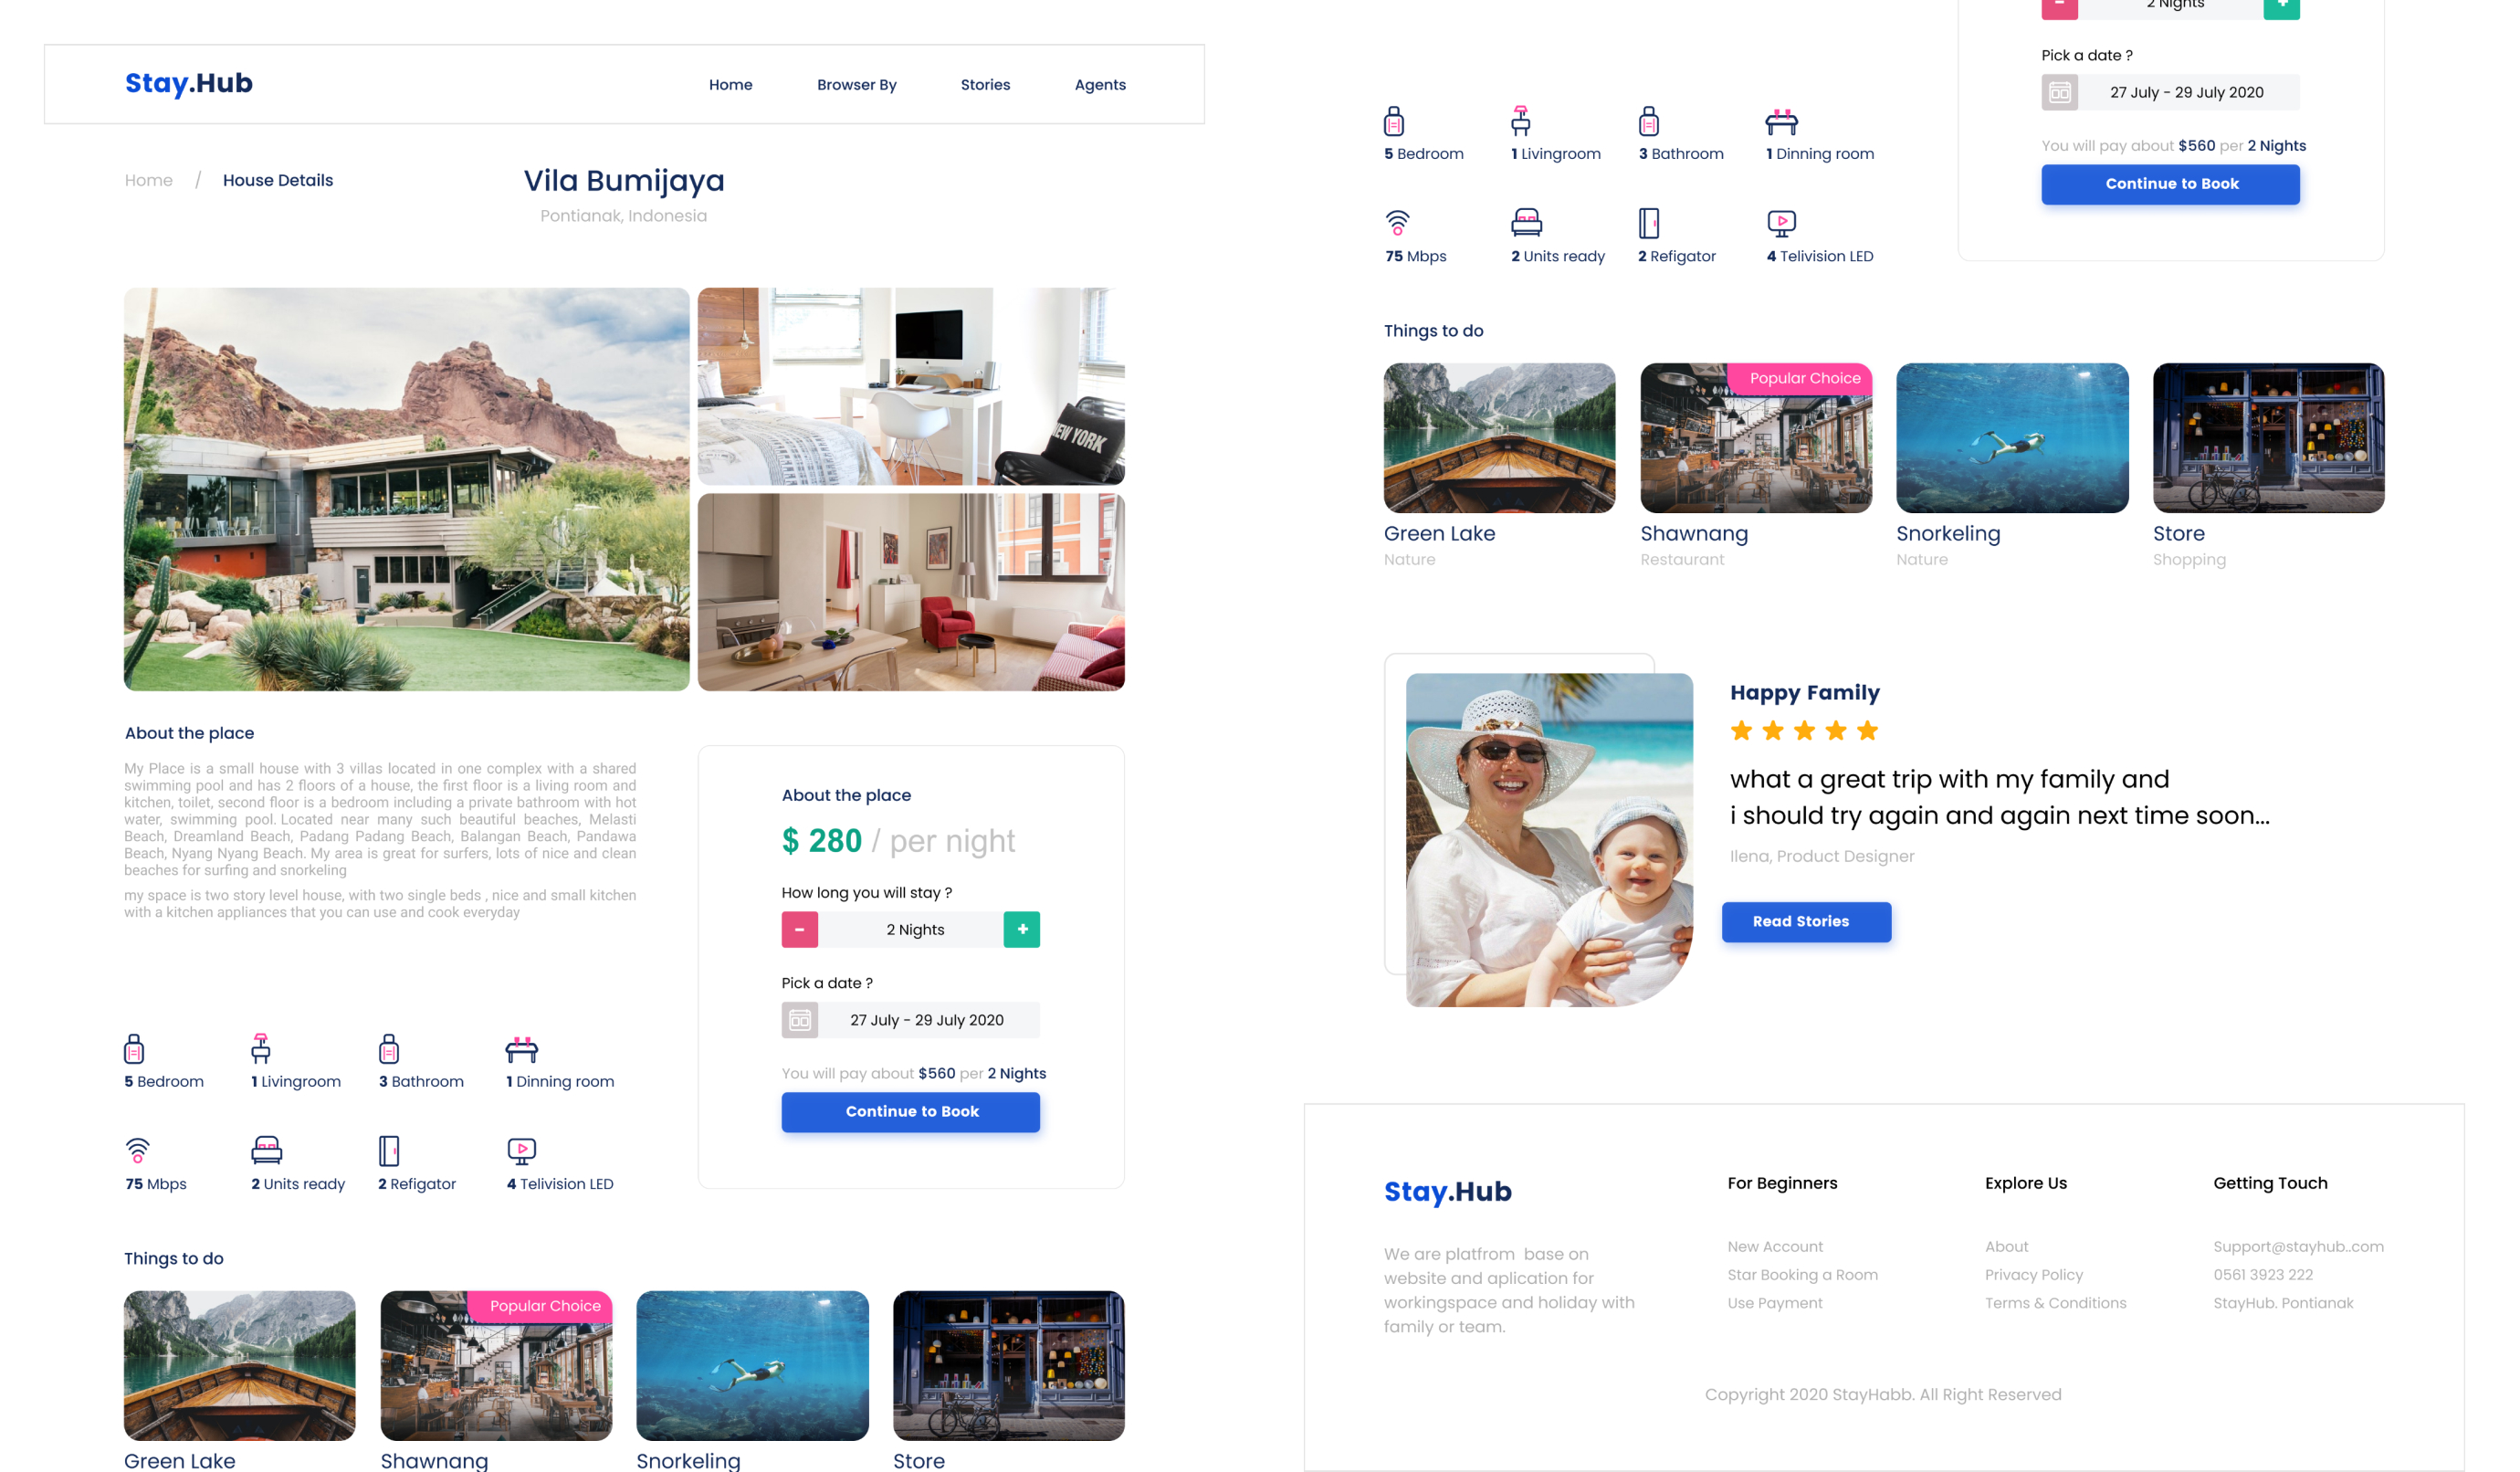 Stay.Hub
Home
Browser By
Stories
Agents
Home / House Details
Vila Bumijaya
Pontianak, Indonesia
NEW YORK
About the place
My Place is a small house with 3 villas located in one complex with a shared
swimming pool and has 2 floors of a house, the first floor is a living room and
kitchen, toilet, second floor is a bedroom including a private bathroom with hot
water, swimming pool. Located near many such beautiful beaches, Melasti
Beach, Dreamland Beach, Padang Padang Beach, Balangan Beach, Pandawa
Beach, Nyang Nyang Beach. My area is great for surfers, lots of nice and clean
beaches for surfing and snorkeling
my space is two story level house, with two single beds , nice and small kitchen
with a kitchen appliances that you can use and cook everyday
About the place
$ 280 / per night
How long you will stay ?
- 2 Nights +
Pick a date ?
27 July - 29 July 2020
You will pay about $560 per 2 Nights
Continue to Book
5 Bedroom
1 Livingroom
3 Bathroom
1 Dinning room
75 Mbps
2 Units ready
2 Refigator
4 Telivision LED
Things to do
Popular Choice
Green Lake
Shawnang
Snorkeling
Store
- 2 Nights +
Pick a date ?
27 July - 29 July 2020
You will pay about $560 per 2 Nights
Continue to Book
5 Bedroom
1 Livingroom
3 Bathroom
1 Dinning room
75 Mbps
2 Units ready
2 Refigator
4 Telivision LED
Things to do
Popular Choice
Green Lake
Nature
Shawnang
Restaurant
Snorkeling
Nature
Store
Shopping
Happy Family
what a great trip with my family and
i should try again and again next time soon...
Ilena, Product Designer
Read Stories
Stay.Hub
We are platfrom base on
website and aplication for
workingspace and holiday with
family or team.
For Beginners
New Account
Star Booking a Room
Use Payment
Explore Us
About
Privacy Policy
Terms & Conditions
Getting Touch
Support@stayhub..com
0561 3923 222
StayHub. Pontianak
Copyright 2020 StayHabb. All Right Reserved